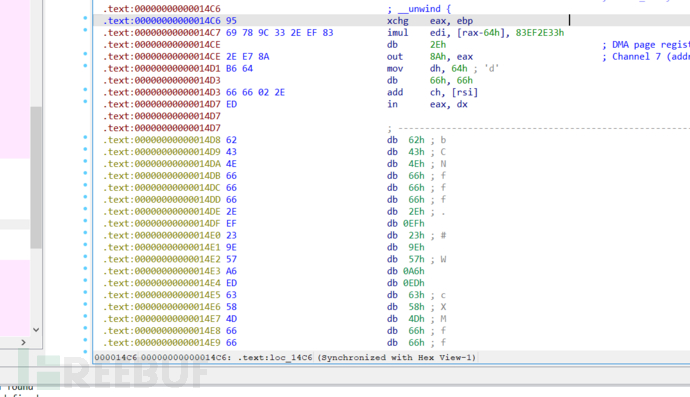 .text:00000000000014C6 ; __unwind {
.text:00000000000014C6 95 xchg eax, ebp
.text:00000000000014C7 69 78 9C 33 2E EF 83 imul edi, [rax-64h], 83EF2E33h
.text:00000000000014CE db 2Eh ; DMA page regist
.text:00000000000014CE 2E E7 8A out 8Ah, eax ; Channel 7 (addr
.text:00000000000014D1 B6 64 mov dh, 64h ; 'd'
.text:00000000000014D3 db 66h, 66h
.text:00000000000014D3 66 66 02 2E add ch, [rsi]
.text:00000000000014D7 ED in eax, dx
.text:00000000000014D7
.text:00000000000014D7 ; ---------------------------------------------------------------------------
.text:00000000000014D8 62 db 62h ; b
.text:00000000000014D9 43 db 43h ; C
.text:00000000000014DA 4E db 4Eh ; N
.text:00000000000014DB 66 db 66h ; f
.text:00000000000014DC 66 db 66h ; f
.text:00000000000014DD 66 db 66h ; f
.text:00000000000014DE 2E db 2Eh ; .
.text:00000000000014DF EF db 0EFh
.text:00000000000014E0 23 db 23h ; #
.text:00000000000014E1 9E db 9Eh
.text:00000000000014E2 57 db 57h ; W
.text:00000000000014E3 A6 db 0A6h
.text:00000000000014E4 ED db 0EDh
.text:00000000000014E5 63 db 63h ; c
.text:00000000000014E6 58 db 58h ; X
.text:00000000000014E7 4D db 4Dh ; M
.text:00000000000014E8 66 db 66h ; f
.text:00000000000014E9 66 db 66h ; f
000014C6 00000000000014C6: .text:loc_14C6 (Synchronized with Hex View-1)
REEBUF
round